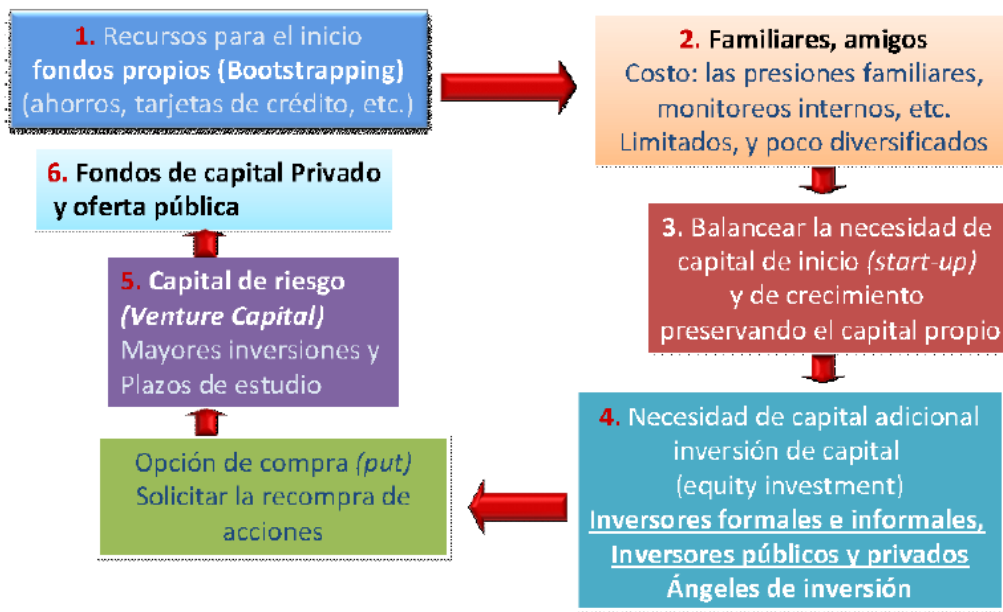 1. Recursos para el inicio
fondos propios (Bootstrapping)
(ahorros, tarjetas de crédito, etc.)
2. Familiares, amigos
Costo: las presiones familiares,
monitoreos internos, etc.
Limitados, y poco diversificados
3. Balancear la necesidad de
capital de inicio (start-up)
y de crecimiento
preservando el capital propio
4. Necesidad de capital adicional
inversión de capital
(equity investment)
Inversores formales e informales,
Inversores públicos y privados
Ángeles de inversión
Opción de compra (put)
Solicitar la recompra de
acciones
5. Capital de riesgo
(Venture Capital)
Mayores inversiones y
Plazos de estudio
6. Fondos de capital Privado
y oferta pública